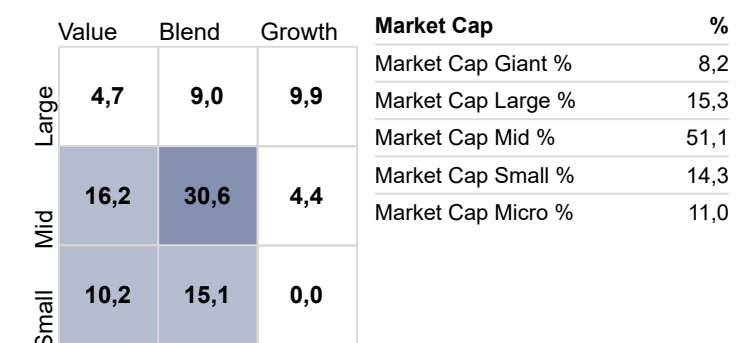 Value Blend Growth
Large 4,7 9,0 9,9
Mid 16,2 30,6 4,4
Small 10,2 15,1 0,0
Market Cap %
Market Cap Giant % 8,2
Market Cap Large % 15,3
Market Cap Mid % 51,1
Market Cap Small % 14,3
Market Cap Micro % 11,0